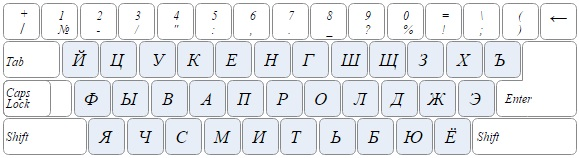 + 1 2 3 4 5 6 7 8 9 0 = \ ( ←
/ № - / " : , . _ ? % ! ; )
Tab Й Ц У К Е Н Г Ш Щ З Х Ъ
Caps Lock Ф Ы В А П Р О Л Д Ж Э Enter
Shift Я Ч С М И Т Ь Б Ю Ё Shift